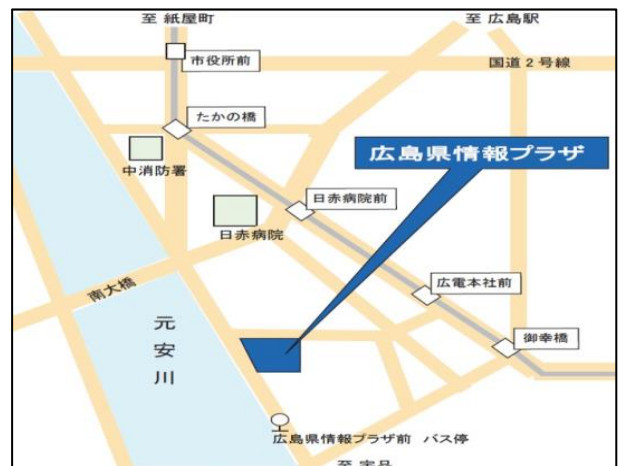 至 紙屋町
至 広島駅
市役所前
国道２号線
たかの橋
広島県情報プラザ
中消防署
日赤病院前
日赤病院
南大橋
広電本社前
元安川
御幸橋
広島県情報プラザ前 バス停
至 宇品